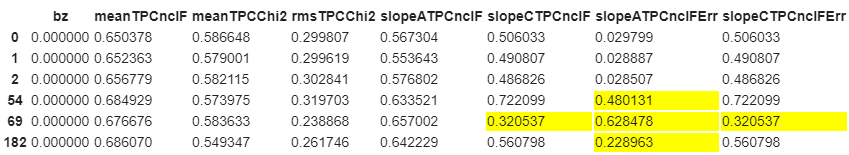 bz meanTPCnclF meanTPCChi2 rmsTPCChi2 slopeATPCnclF slopeCTPCnclF slopeATPCnclFErr slopeCTPCnclFErr
0 0.000000 0.650378 0.586648 0.299807 0.567304 0.506033 0.029799 0.506033
1 0.000000 0.652363 0.579001 0.299619 0.553643 0.490807 0.028887 0.490807
2 0.000000 0.656779 0.582115 0.302841 0.576802 0.486826 0.028507 0.486826
54 0.000000 0.684929 0.573975 0.319703 0.633521 0.722099 0.480131 0.722099
69 0.000000 0.676676 0.583633 0.238868 0.657002 0.320537 0.628478 0.320537
182 0.000000 0.686070 0.549347 0.261746 0.642229 0.560798 0.228963 0.560798